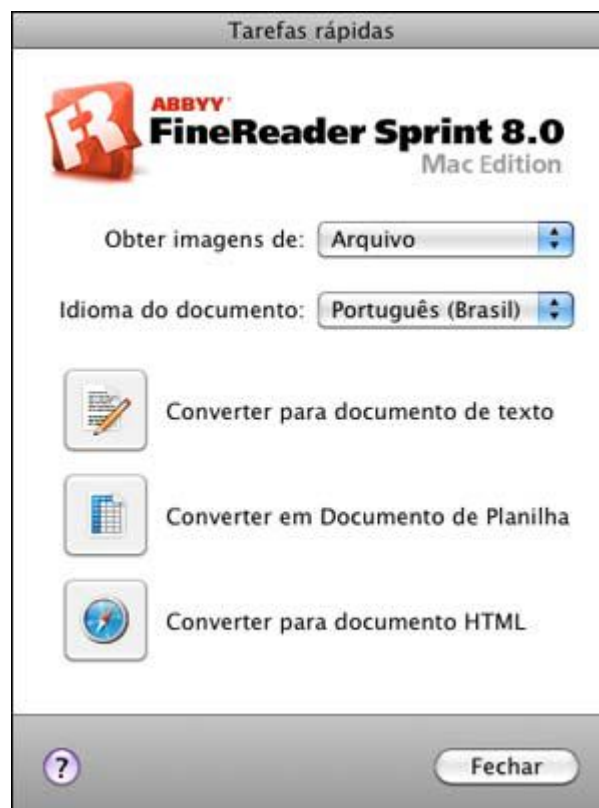 Tarefas rápidas
ABBYY
FineReader Sprint 8.0
Mac Edition
Obter imagens de: Arquivo
Idioma do documento: Português (Brasil)
Converter para documento de texto
Converter em Documento de Planilha
Converter para documento HTML
? Fechar